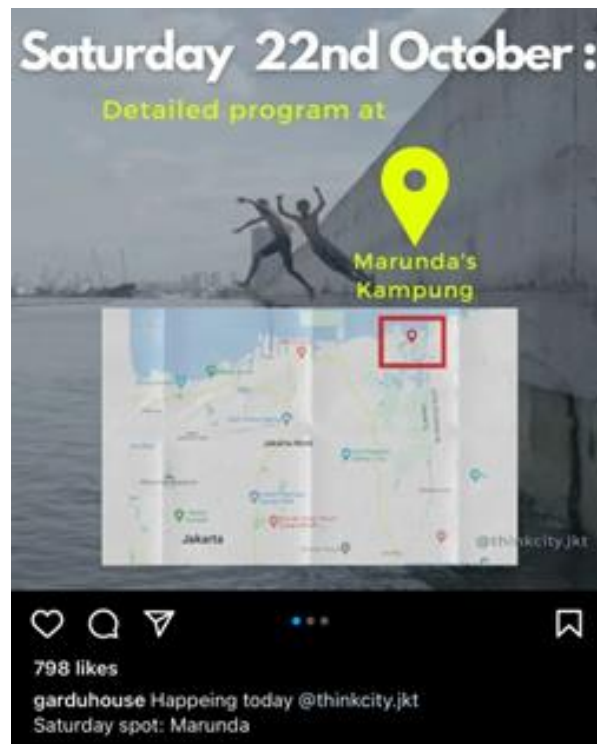 Saturday 22nd October :
Detailed program at
Marunda's
Kampung
Jakarta
@thinkcity.jkt
798 likes
garduhouse Happeing today @thinkcity.jkt
Saturday spot: Marunda